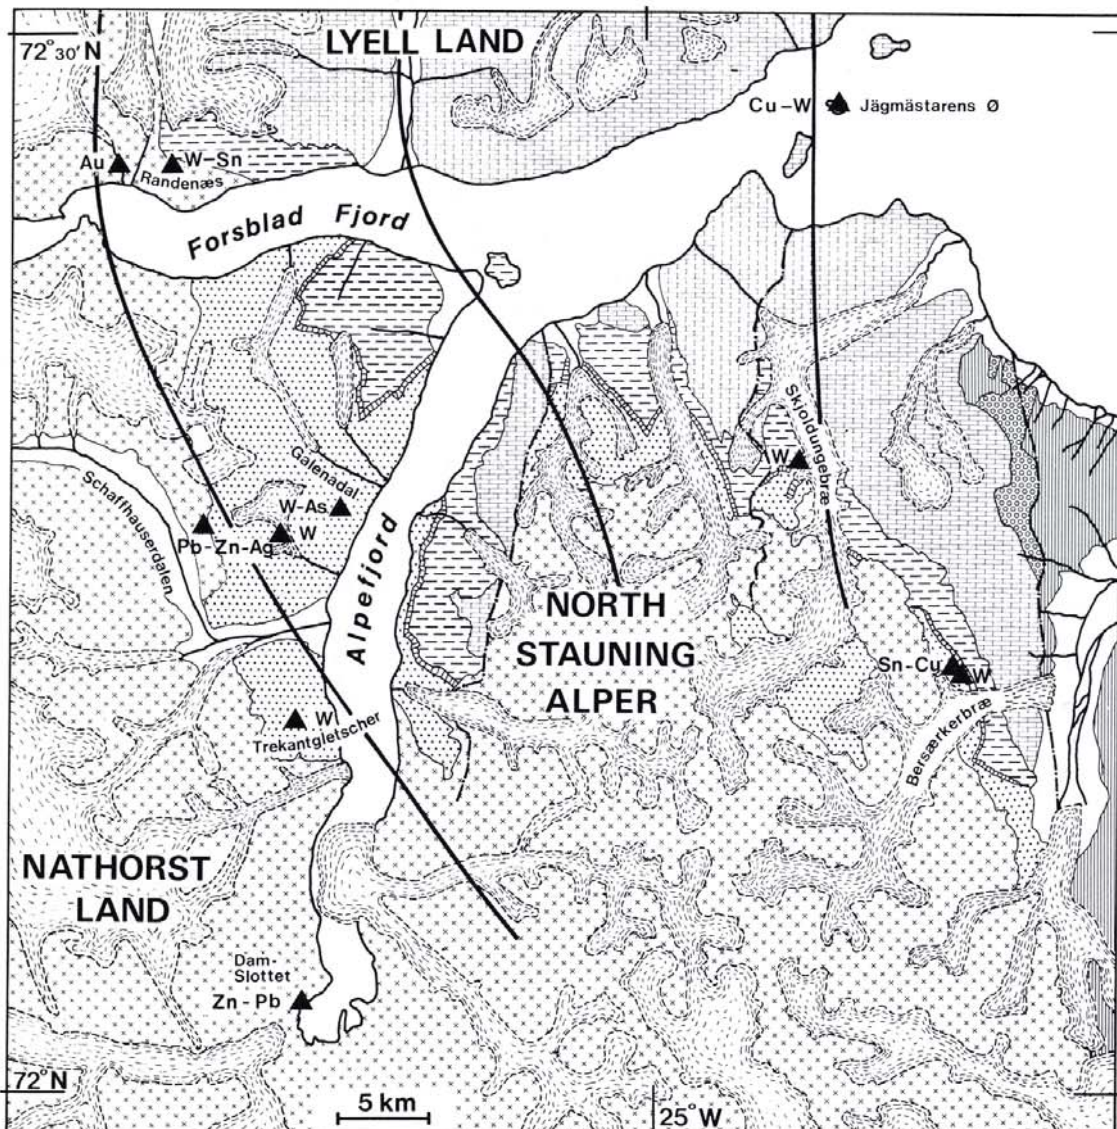 72°30′ N
LYELL LAND
Cu-W
Jägmästarens Ø
Au
W-Sn
Randenæs
Forsblad Fjord
Skjoldungebræ
W
Galenadal
W-As
Schaffhauserdalen
Pb-Zn-Ag
W
Alpefjord
NORTH
STAUNING
ALPER
Sn-Cu
W
Bersærkerbræ
W
Trekantgletscher
NATHORST
LAND
Dam-
Slottet
Zn-Pb
72°N
5 km
25°W